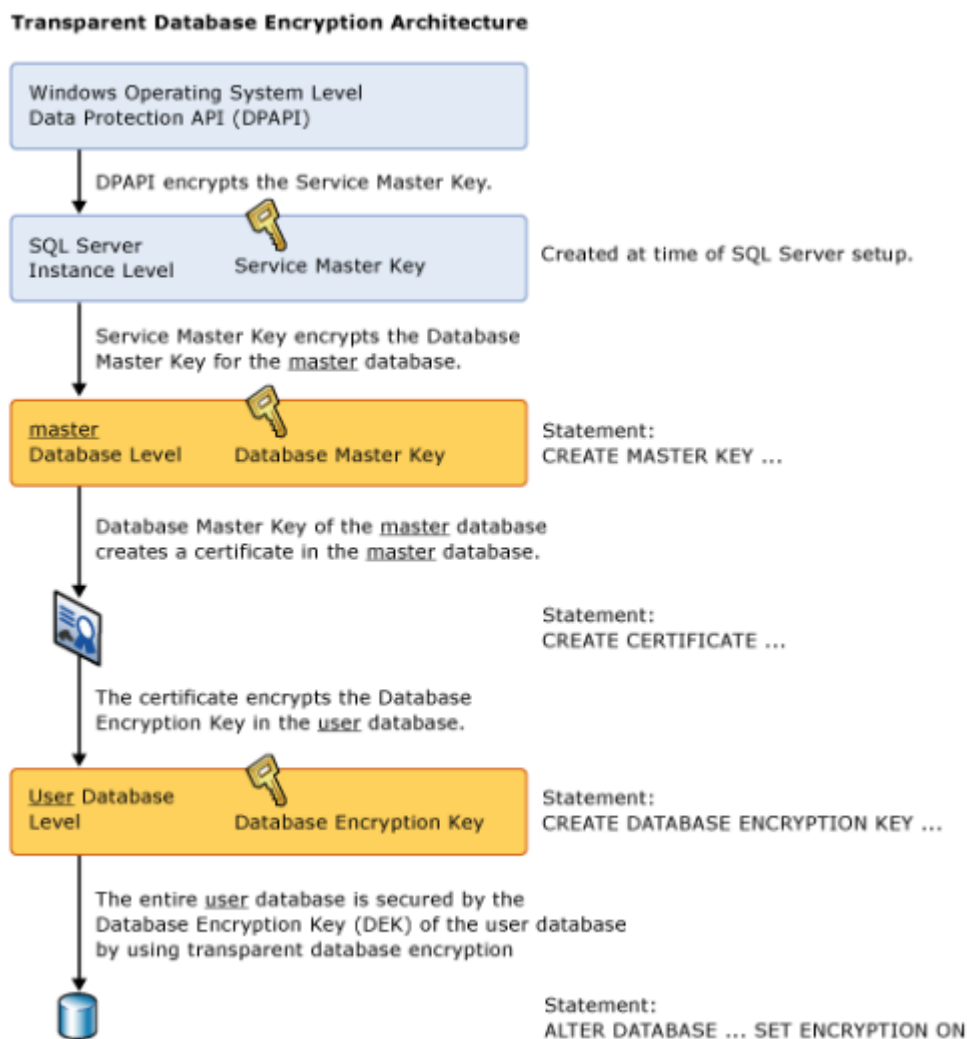 Transparent Database Encryption Architecture
Windows Operating System Level
Data Protection API (DPAPI)
DPAPI encrypts the Service Master Key.
SQL Server
Instance Level
Service Master Key
Created at time of SQL Server setup.
Service Master Key encrypts the Database
Master Key for the master database.
master
Database Level
Database Master Key
Statement:
CREATE MASTER KEY ...
Database Master Key of the master database
creates a certificate in the master database.
Statement:
CREATE CERTIFICATE ...
The certificate encrypts the Database
Encryption Key in the user database.
User Database
Level
Database Encryption Key
Statement:
CREATE DATABASE ENCRYPTION KEY ...
The entire user database is secured by the
Database Encryption Key (DEK) of the user database
by using transparent database encryption
Statement:
ALTER DATABASE ... SET ENCRYPTION ON